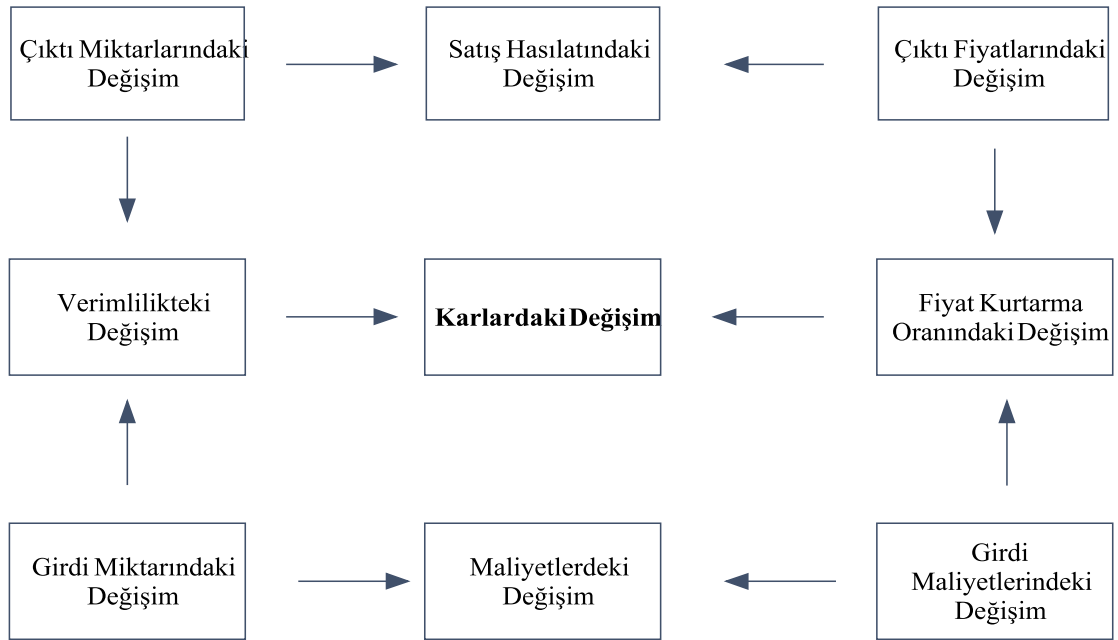 Çıktı Miktarlarındaki
Değişim
Satış Hasılatındaki
Değişim
Çıktı Fiyatlarındaki
Değişim
Verimlilikteki
Değişim
Karlardaki Değişim
Fiyat Kurtarma
Oranındaki Değişim
Girdi Miktarındaki
Değişim
Maliyetlerdeki
Değişim
Girdi
Maliyetlerindeki
Değişim